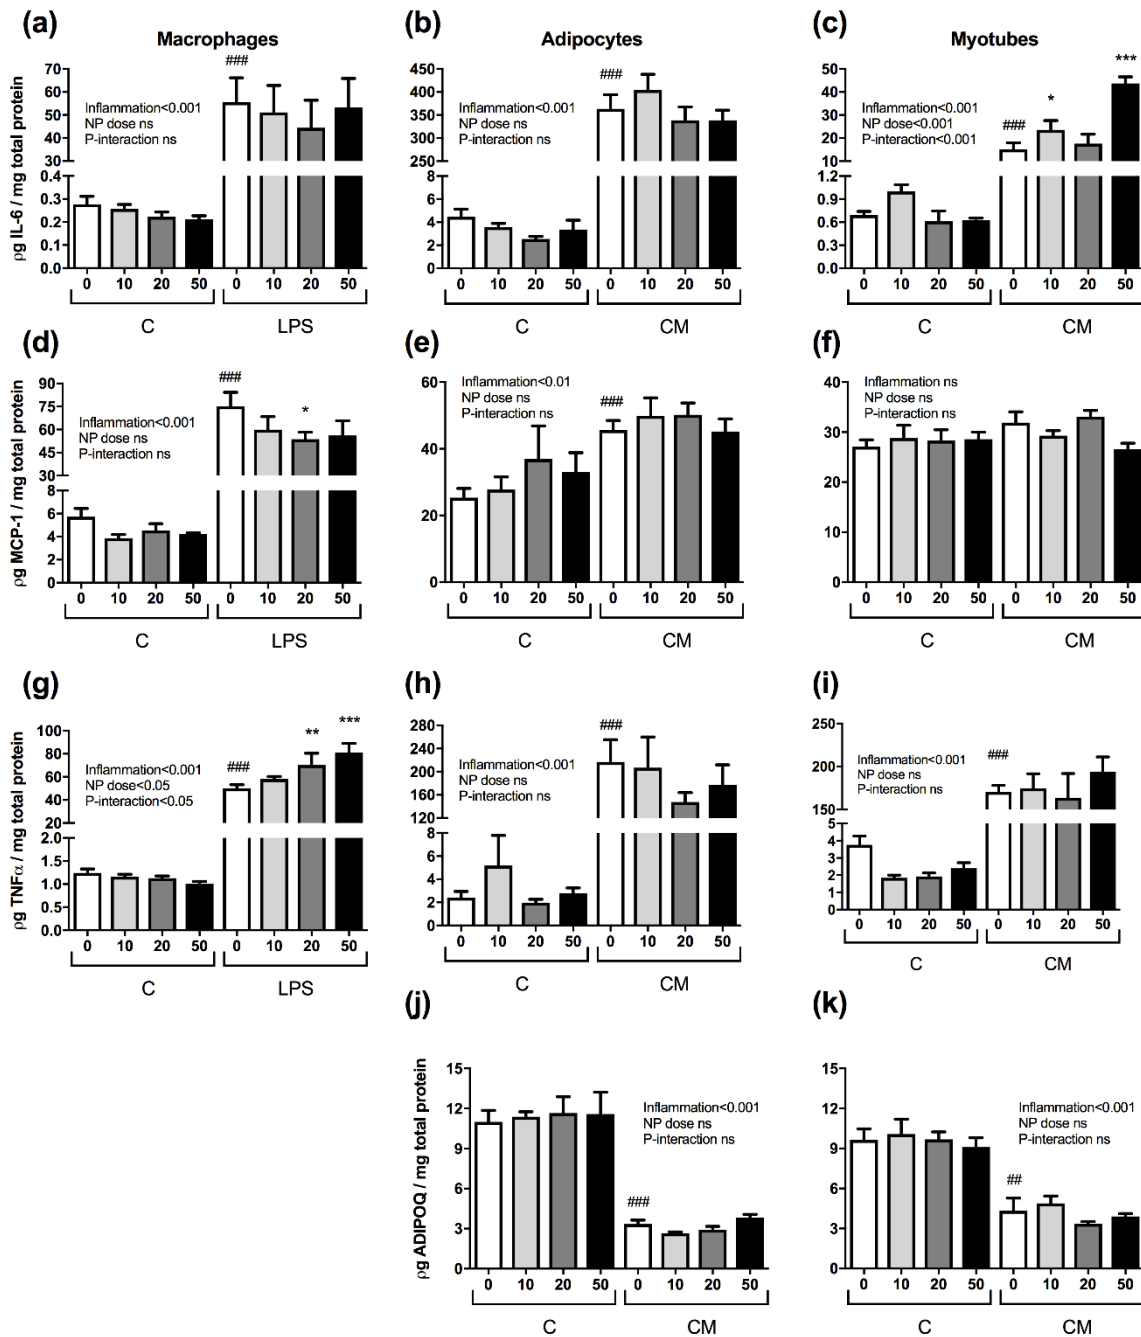 (a)
Macrophages
ρg IL-6 / mg total protein
70
60
50
40
30
0.4
0.3
0.2
0.1
0.0
Inflammation<0.001
NP dose ns
P-interaction ns
###
0 10 20 50 0 10 20 50
C LPS
(b)
Adipocytes
450
400
350
300
250
8
6
4
2
0
Inflammation<0.001
NP dose ns
P-interaction ns
###
0 10 20 50 0 10 20 50
C CM
(c)
Myotubes
50
40
30
20
10
1.2
0.9
0.6
0.3
0.0
Inflammation<0.001
NP dose<0.001
P-interaction<0.001
###
*
***
0 10 20 50 0 10 20 50
C CM
(d)
ρg MCP-1 / mg total protein
90
75
60
45
30
8
6
4
2
0
Inflammation<0.001
NP dose ns
P-interaction ns
###
*
0 10 20 50 0 10 20 50
C LPS
(e)
60
40
20
0
Inflammation<0.01
NP dose ns
P-interaction ns
###
0 10 20 50 0 10 20 50
C CM
(f)
40
30
20
10
0
Inflammation ns
NP dose ns
P-interaction ns
0 10 20 50 0 10 20 50
C CM
(g)
ρg TNFα / mg total protein
100
80
60
40
20
2.0
1.5
1.0
0.5
0.0
Inflammation<0.001
NP dose<0.05
P-interaction<0.05
###
**
***
0 10 20 50 0 10 20 50
C LPS
(h)
280
240
200
160
120
8
6
4
2
0
Inflammation<0.001
NP dose ns
P-interaction ns
###
0 10 20 50 0 10 20 50
C CM
(i)
250
200
150
5
4
3
2
1
0
Inflammation<0.001
NP dose ns
P-interaction ns
###
0 10 20 50 0 10 20 50
C CM
(j)
ρg ADIPOQ / mg total protein
15
12
9
6
3
0
Inflammation<0.001
NP dose ns
P-interaction ns
###
0 10 20 50 0 10 20 50
C CM
(k)
15
12
9
6
3
0
Inflammation<0.001
NP dose ns
P-interaction ns
##
0 10 20 50 0 10 20 50
C CM